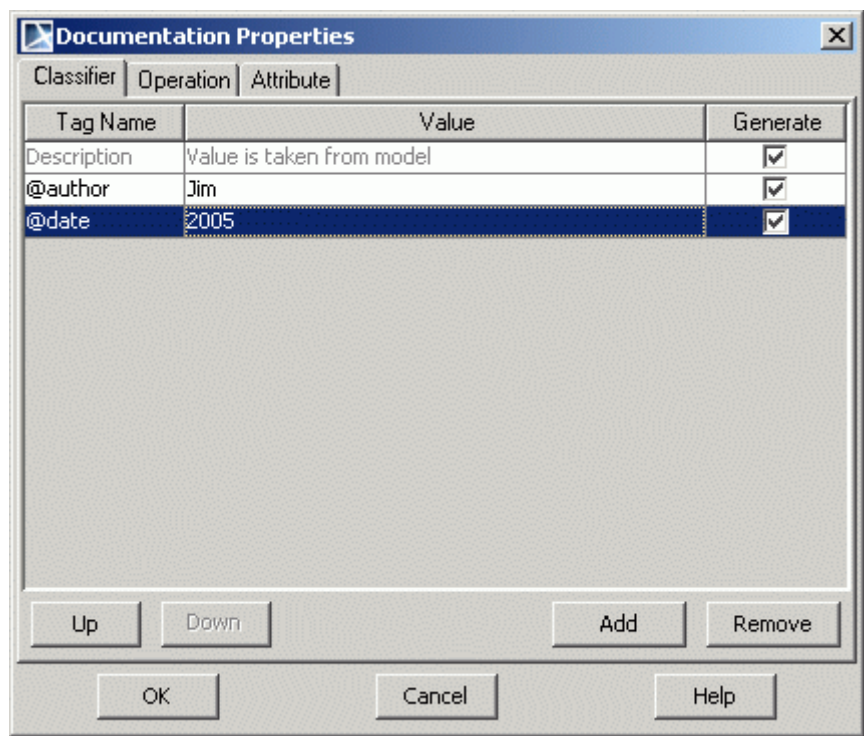 Documentation Properties
Classifier Operation Attribute
Tag Name Value Generate
Description Value is taken from model
@author Jim
@date 2005
Up Down Add Remove
OK Cancel Help